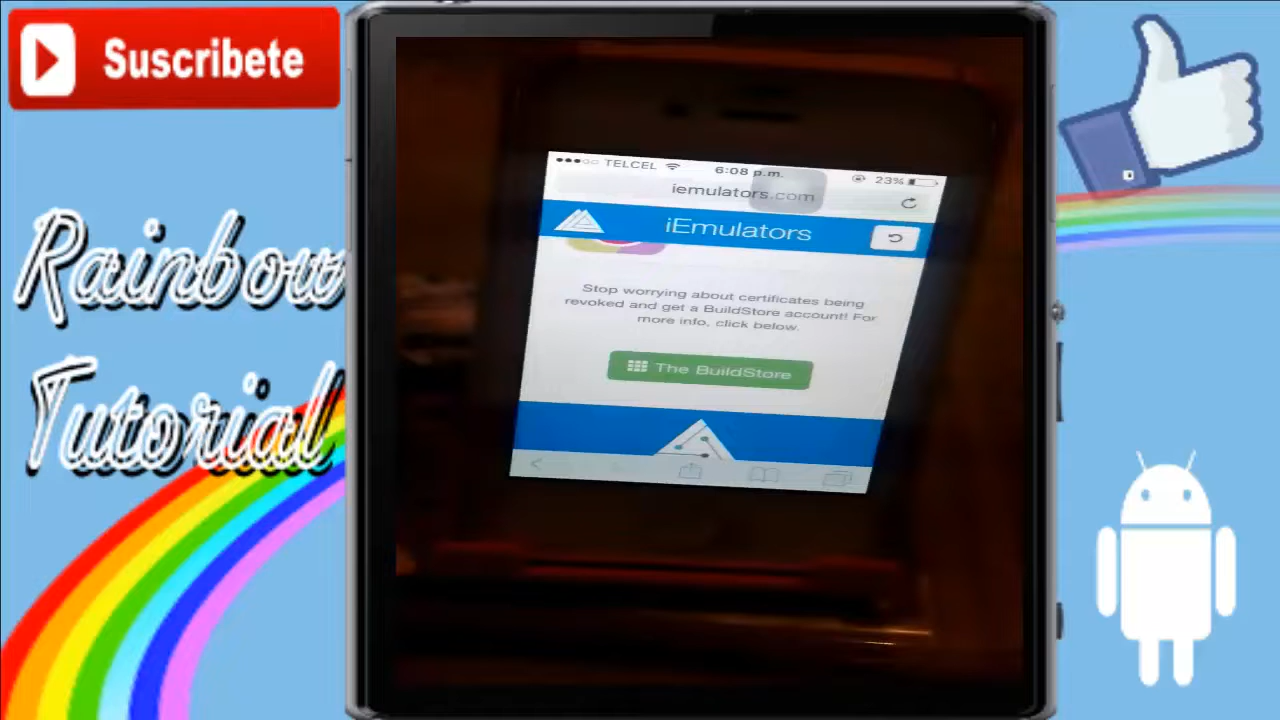 Suscribete
Rainbow
Tutorial
TELCEL 6:08 p.m. 23%
iemulators.com
iEmulators
Stop worrying about certificates being
revoked and get a BuildStore account! For
more info, click below.
The BuildStore